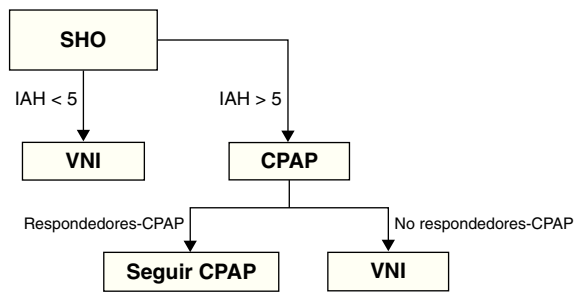 SHO
IAH < 5
IAH > 5
VNI
CPAP
Respondedores-CPAP
No respondedores-CPAP
Seguir CPAP
VNI